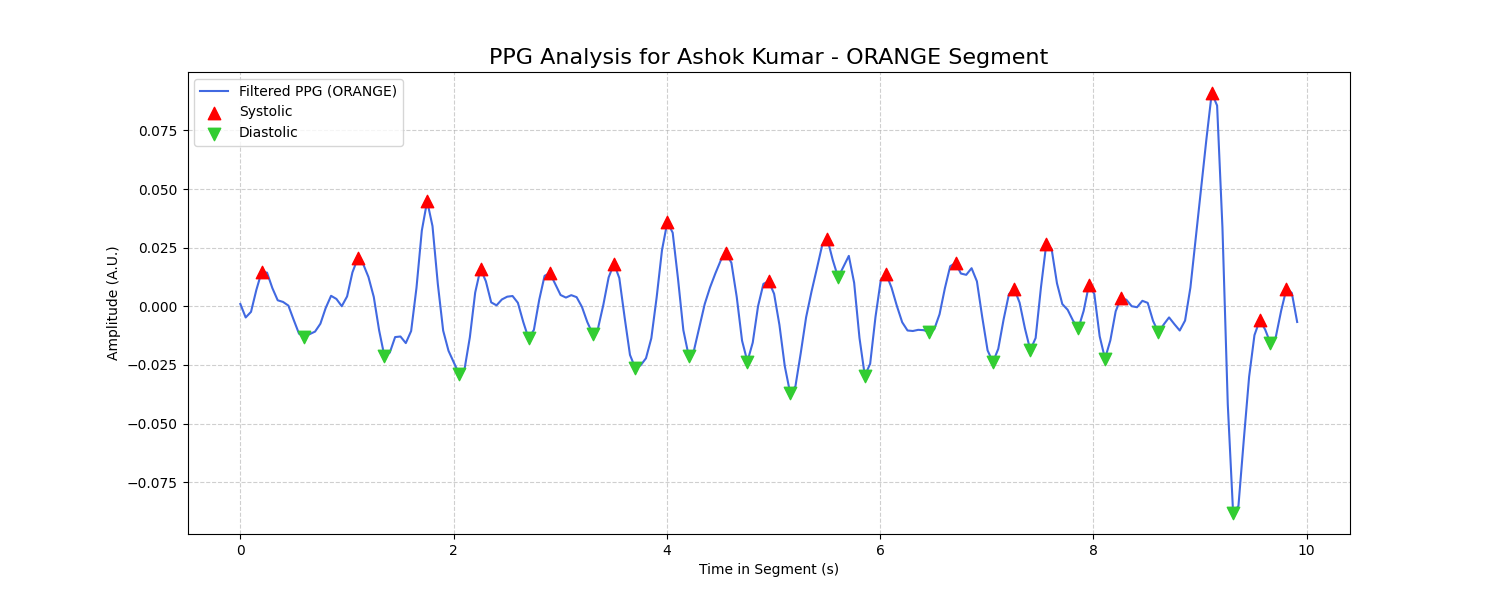 PPG Analysis for Ashok Kumar - ORANGE Segment
Filtered PPG (ORANGE)
Systolic
Diastolic
Amplitude (A.U.)
0.075
0.050
0.025
0.000
−0.025
−0.050
−0.075
0 2 4 6 8 10
Time in Segment (s)